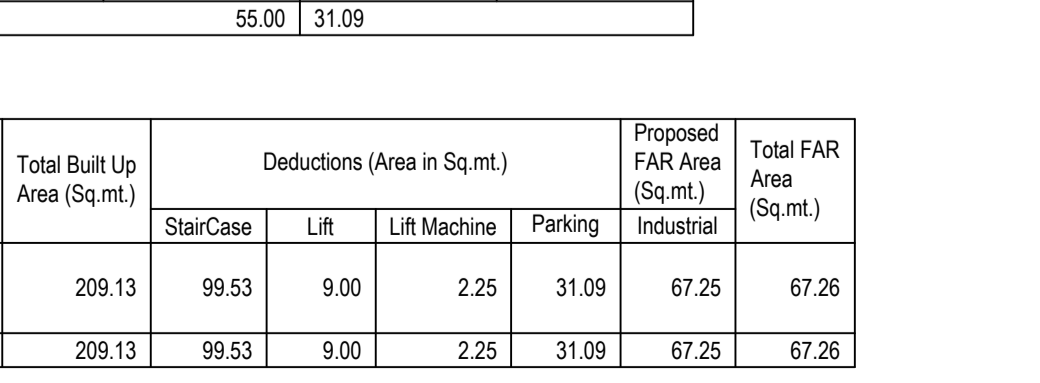 55.00 31.09
Total Built Up Area (Sq.mt.) Deductions (Area in Sq.mt.) Proposed FAR Area (Sq.mt.) Total FAR Area (Sq.mt.)
StairCase Lift Lift Machine Parking Industrial
209.13 99.53 9.00 2.25 31.09 67.25 67.26
209.13 99.53 9.00 2.25 31.09 67.25 67.26